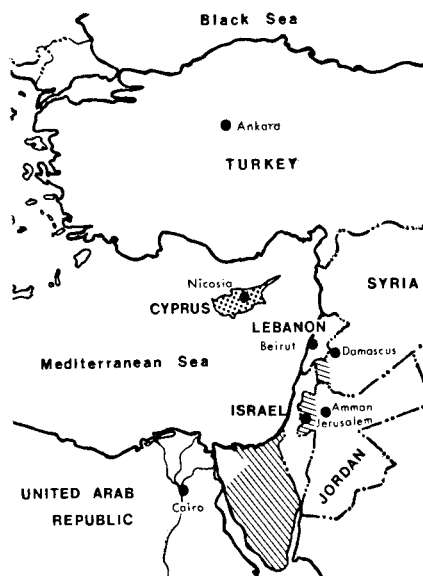 Black Sea
Ankara
TURKEY
Nicosia
CYPRUS
SYRIA
LEBANON
Beirut
Damascus
Mediterranean Sea
ISRAEL
Amman
Jerusalem
JORDAN
UNITED ARAB
REPUBLIC
Cairo